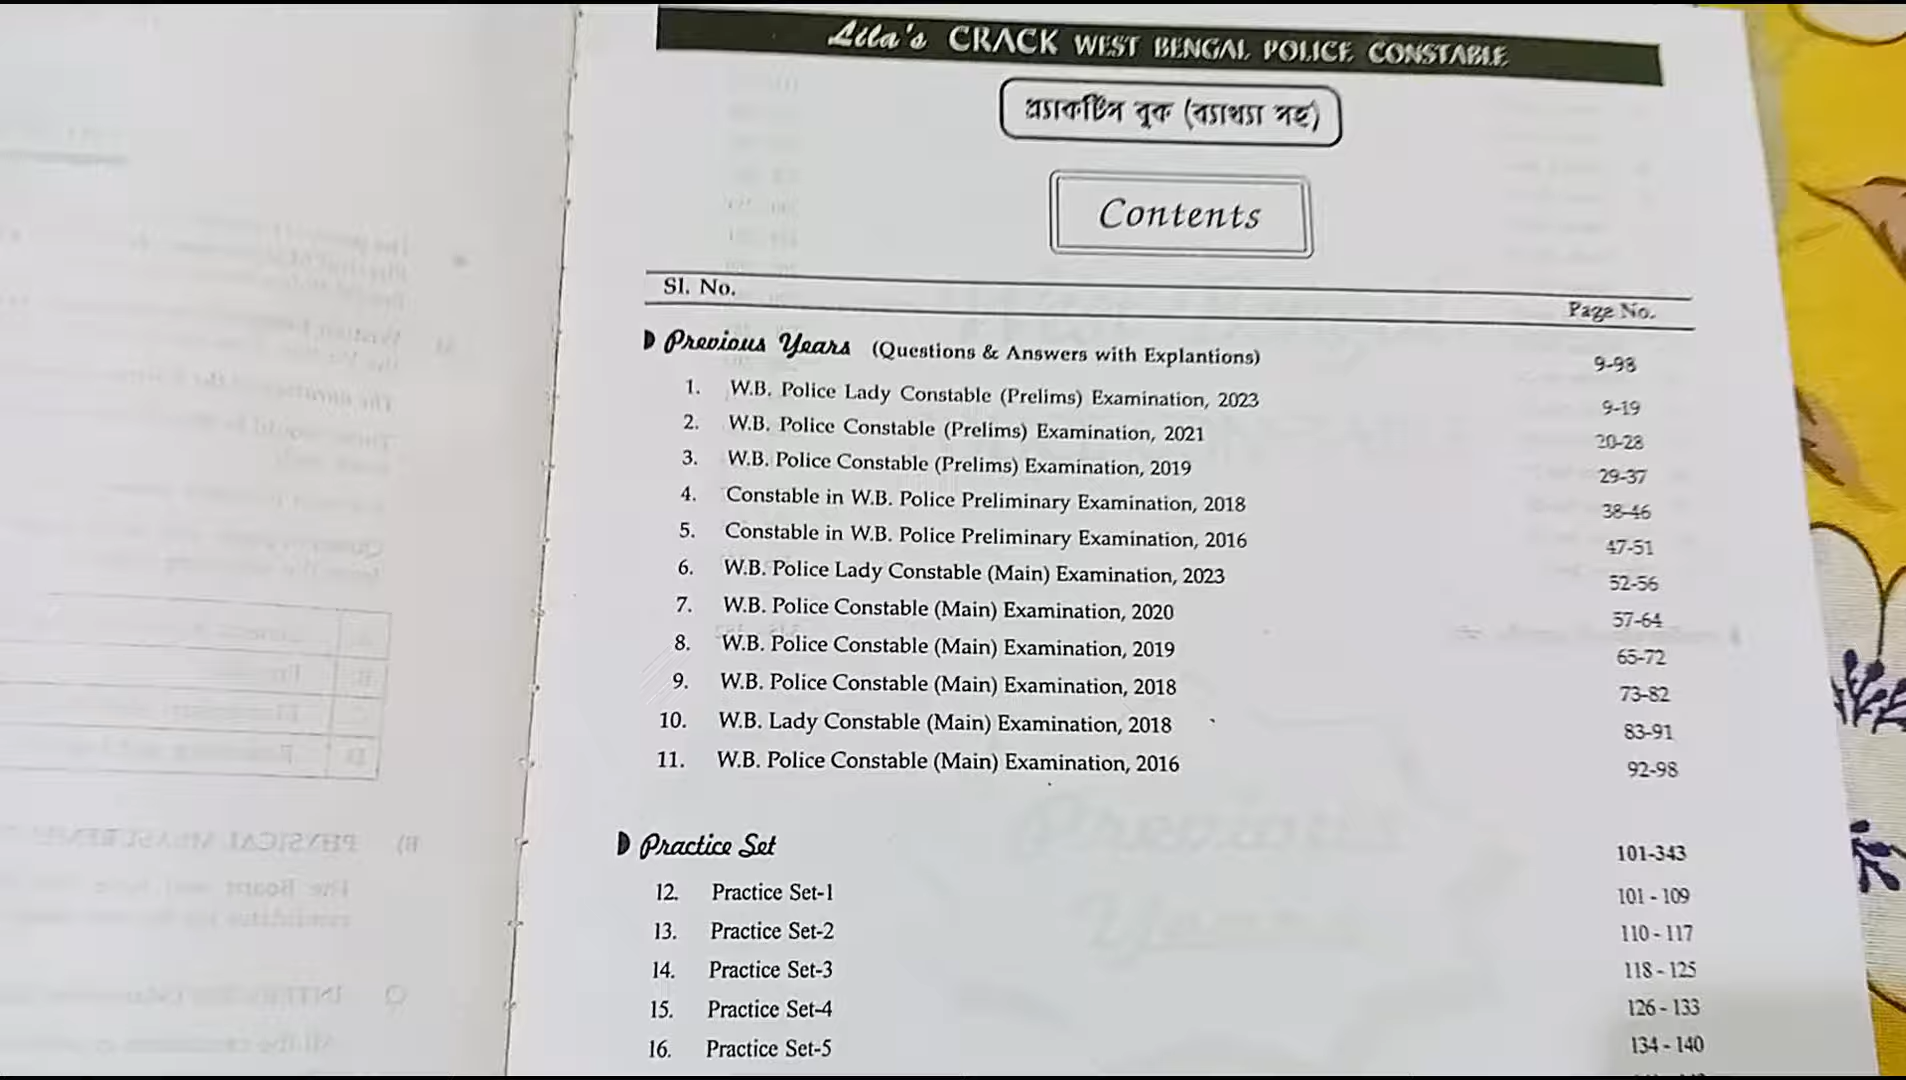 Lila's CRACK WEST BENGAL POLICE CONSTABLE
প্র্যাকটিস বুক (ব্যাখ্যা সহ)
Contents
Sl. No. Page No.
Previous Years (Questions & Answers with Explantions) 9-98
1. W.B. Police Lady Constable (Prelims) Examination, 2023 9-19
2. W.B. Police Constable (Prelims) Examination, 2021 20-28
3. W.B. Police Constable (Prelims) Examination, 2019 29-37
4. Constable in W.B. Police Preliminary Examination, 2018 38-46
5. Constable in W.B. Police Preliminary Examination, 2016 47-51
6. W.B. Police Lady Constable (Main) Examination, 2023 52-56
7. W.B. Police Constable (Main) Examination, 2020 57-64
8. W.B. Police Constable (Main) Examination, 2019 65-72
9. W.B. Police Constable (Main) Examination, 2018 73-82
10. W.B. Lady Constable (Main) Examination, 2018 83-91
11. W.B. Police Constable (Main) Examination, 2016 92-98
Practice Set 101-343
12. Practice Set-1 101 - 109
13. Practice Set-2 110 - 117
14. Practice Set-3 118 - 125
15. Practice Set-4 126 - 133
16. Practice Set-5 134 - 140